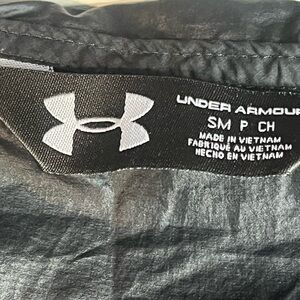 UNDER ARMOUR
SM P CH
MADE IN VIETNAM
FABRIQUÉ AU VIETNAM
HECHO EN VIETNAM